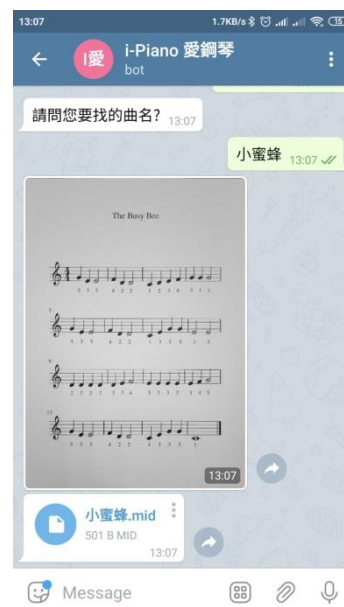 13:07 1.7KB/s
I愛 i-Piano 愛鋼琴
bot
請問您要找的曲名? 13:07
小蜜蜂 13:07
The Busy Bee
13:07
小蜜蜂.mid
501 B MID
13:07
Message